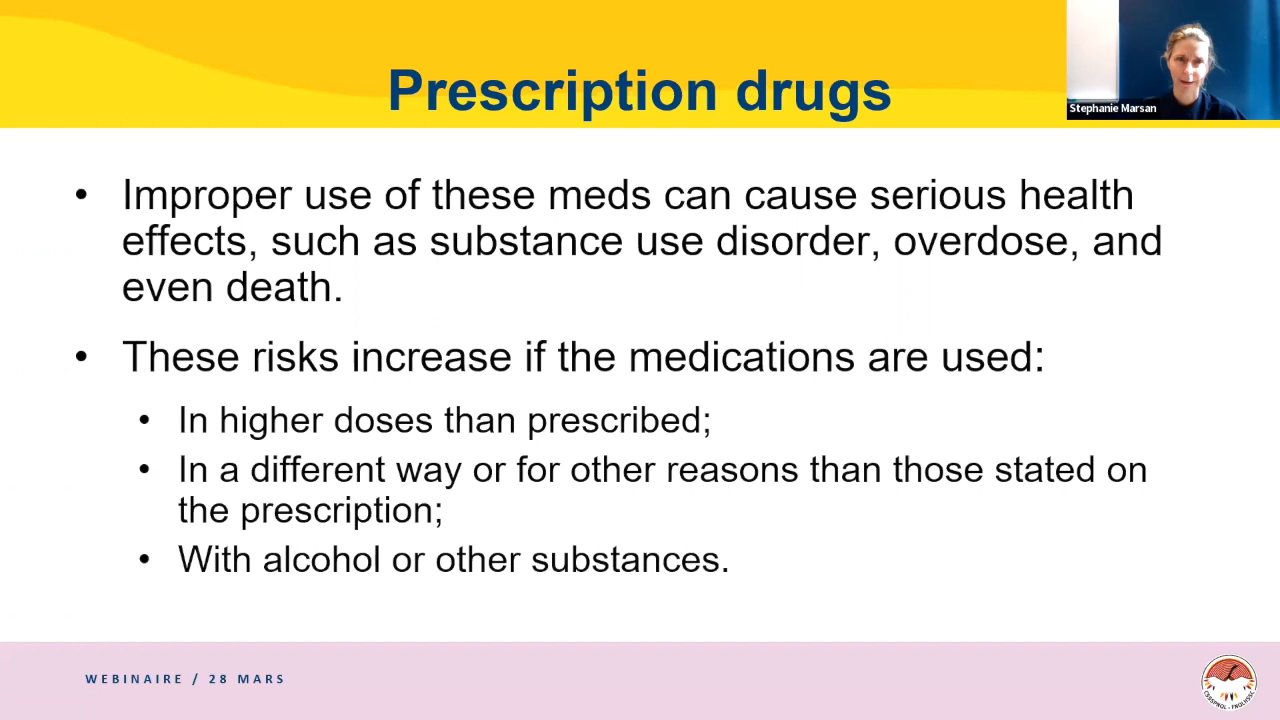 Prescription drugs
Stephanie Marsan
• Improper use of these meds can cause serious health
effects, such as substance use disorder, overdose, and
even death.
• These risks increase if the medications are used:
• In higher doses than prescribed;
• In a different way or for other reasons than those stated on
the prescription;
• With alcohol or other substances.
WEBINAIRE / 28 MARS
CSSSPNQL • FNQLHSSC